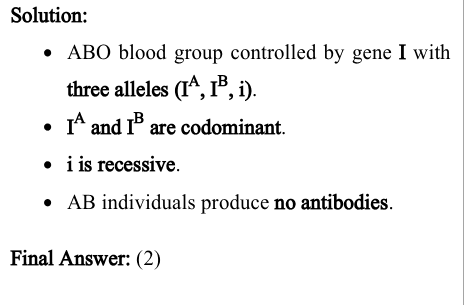 Solution:
• ABO blood group controlled by gene I with
three alleles (Iᴬ, Iᴮ, i).
• Iᴬ and Iᴮ are codominant.
• i is recessive.
• AB individuals produce no antibodies.
Final Answer: (2)